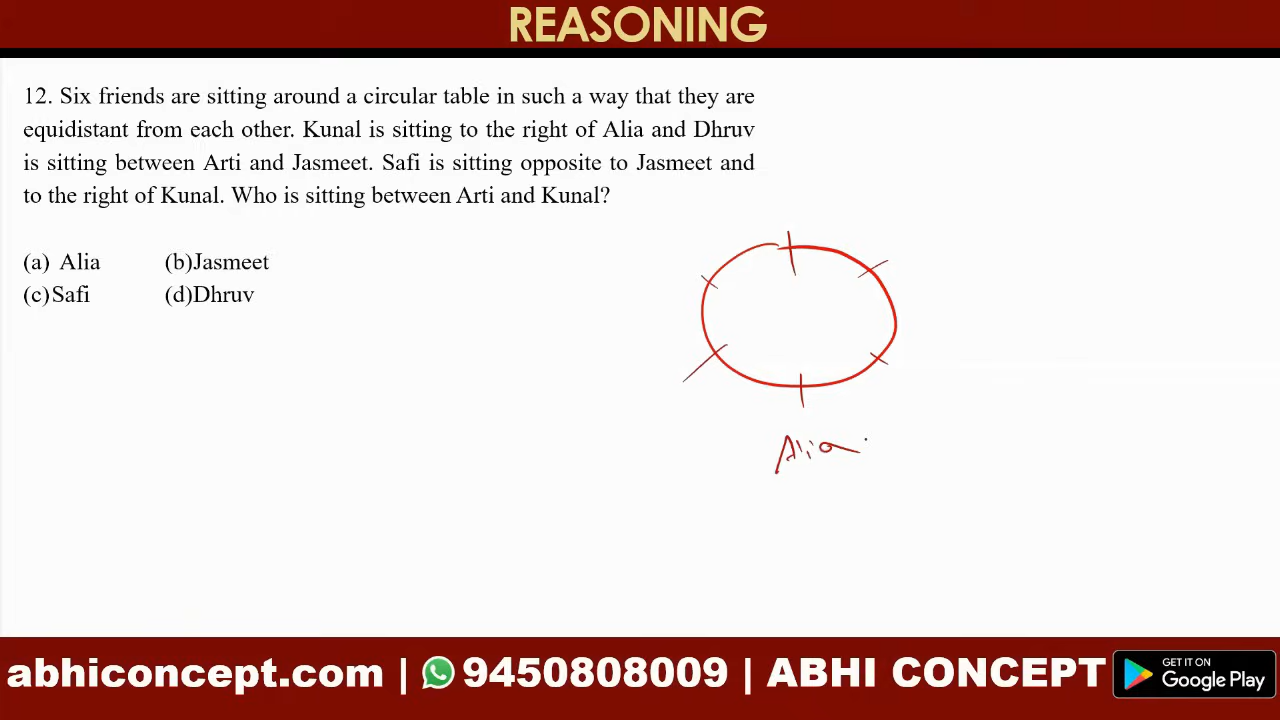 REASONING
12. Six friends are sitting around a circular table in such a way that they are
equidistant from each other. Kunal is sitting to the right of Alia and Dhruv
is sitting between Arti and Jasmeet. Safi is sitting opposite to Jasmeet and
to the right of Kunal. Who is sitting between Arti and Kunal?
(a) Alia (b)Jasmeet
(c)Safi (d)Dhruv
Alia
abhiconcept.com | 9450808009 | ABHI CONCEPT
GET IT ON
Google Play